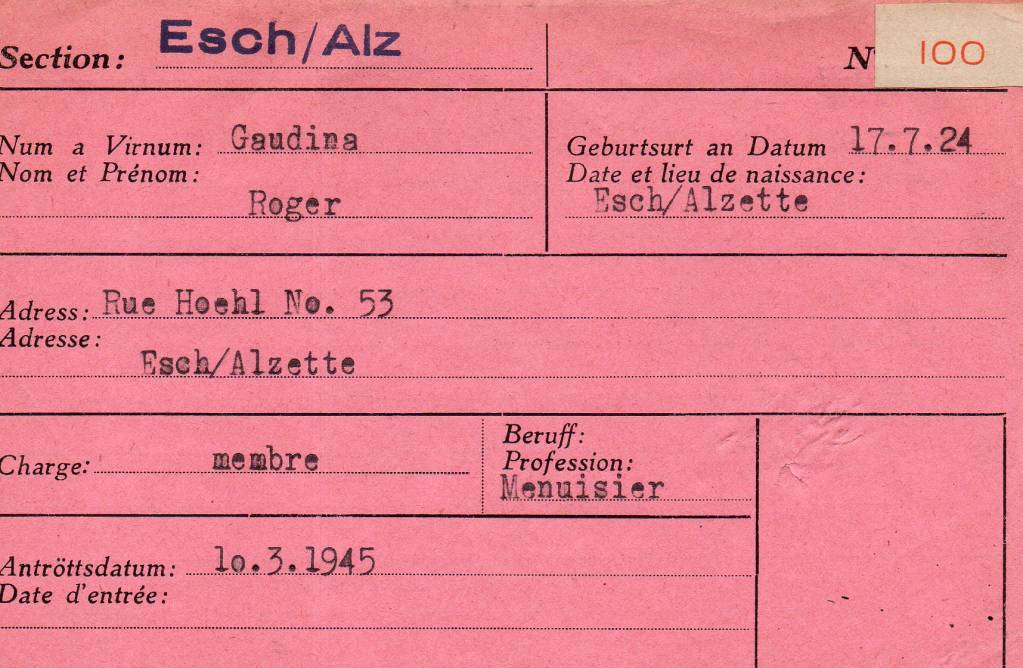 Section: Esch/Alz
N° 100
Num a Virnum: Gaudina
Nom et Prénom:
Roger
Geburtsurt an Datum 17.7.24
Date et lieu de naissance:
Esch/Alzette
Adress: Rue Hoehl No. 53
Adresse:
Esch/Alzette
Charge: membre
Beruff:
Profession:
Menuisier
Antröttsdatum: lo.3.1945
Date d'entrée: